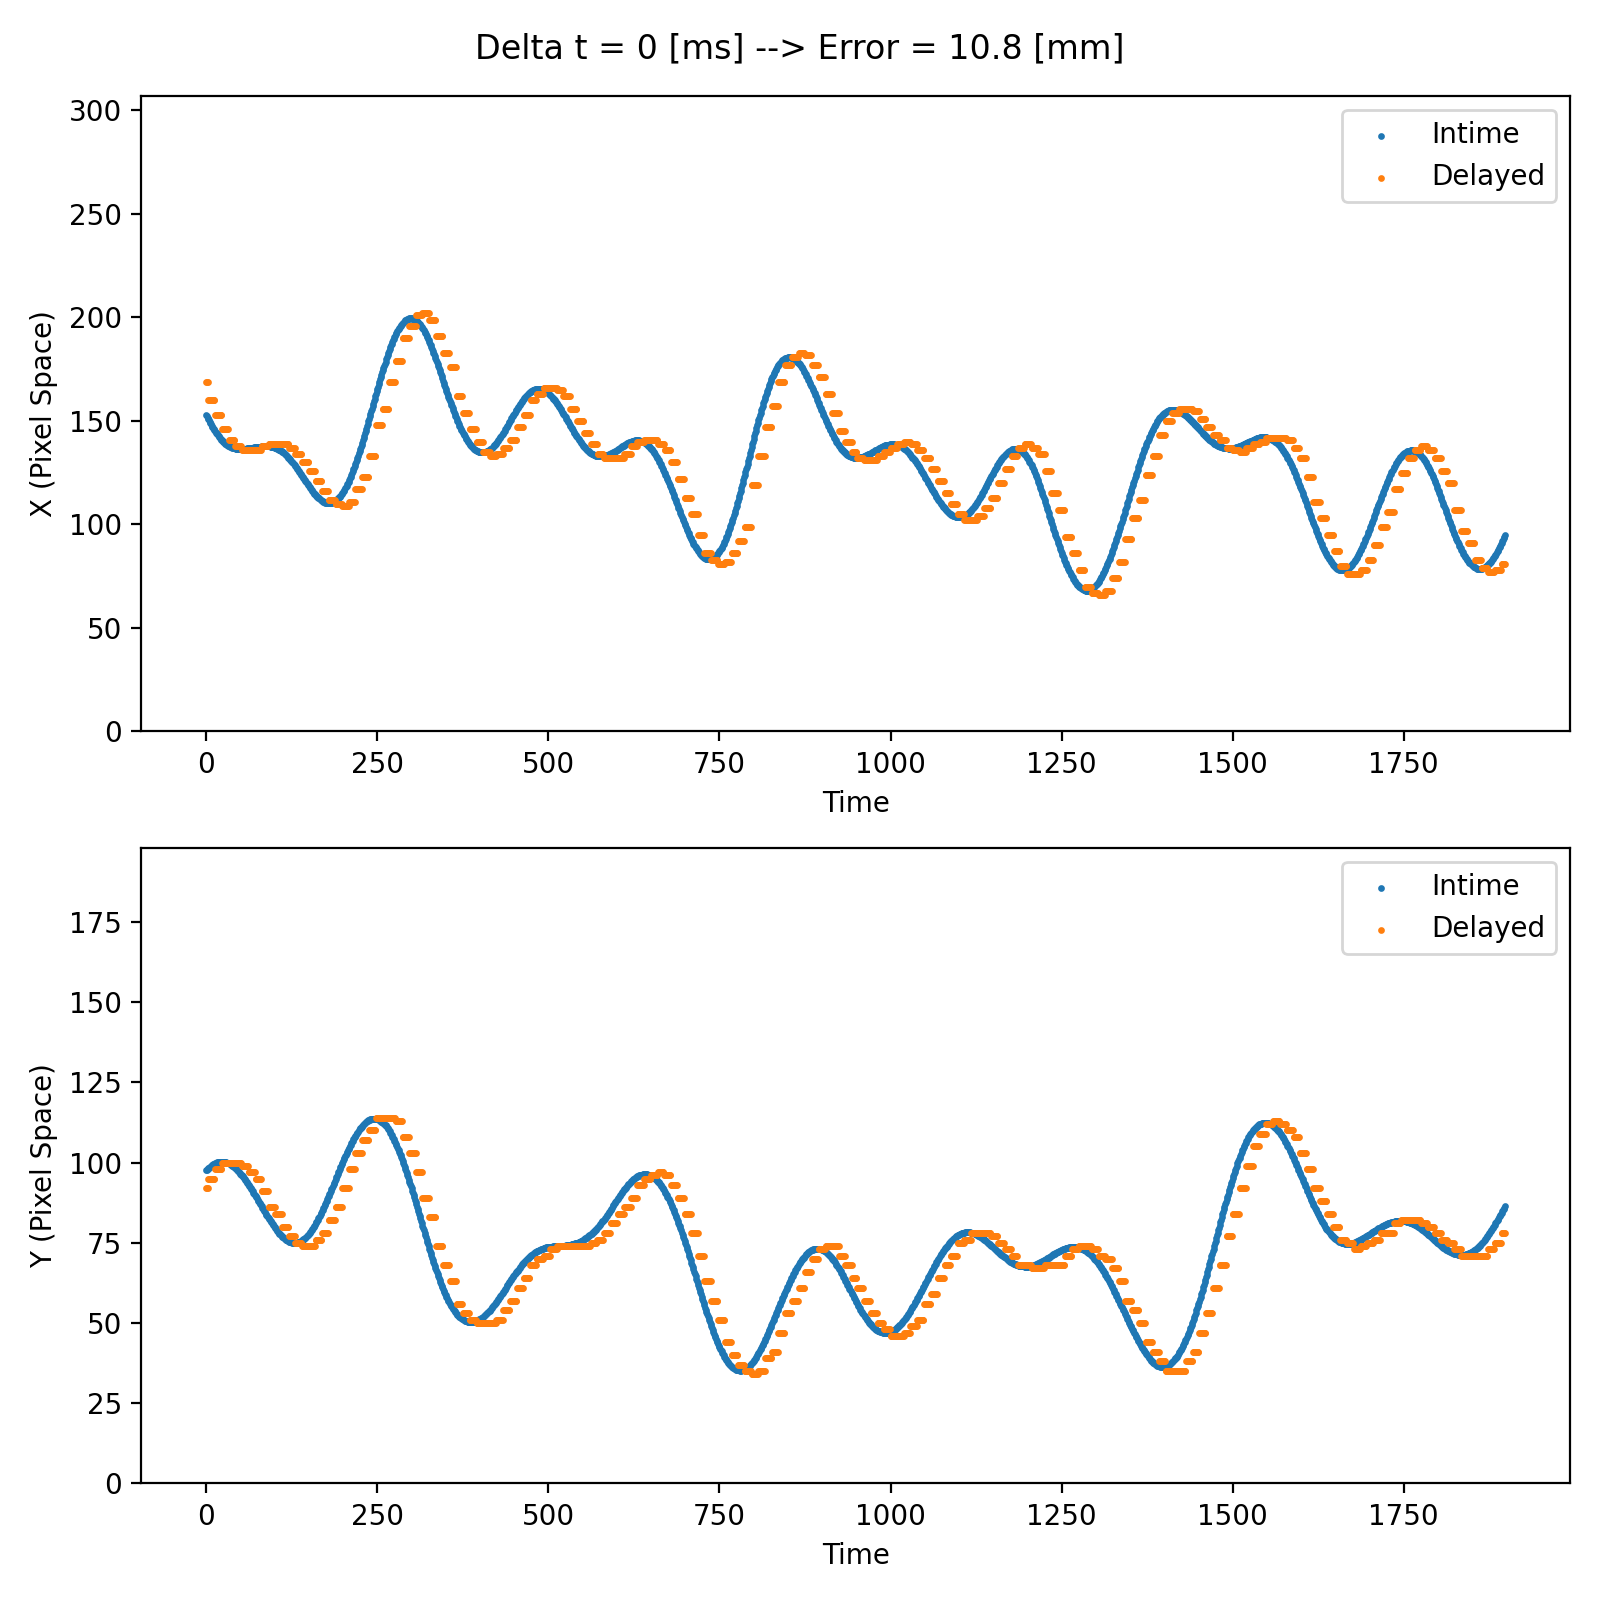 Delta t = 0 [ms] --> Error = 10.8 [mm]
300
250
200
150
100
50
0
X (Pixel Space)
Intime
Delayed
0 250 500 750 1000 1250 1500 1750
Time
175
150
125
100
75
50
25
0
Y (Pixel Space)
Intime
Delayed
0 250 500 750 1000 1250 1500 1750
Time